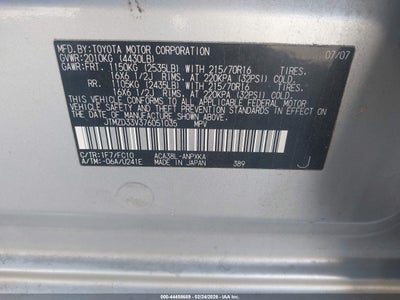 MFD.BY:TOYOTA MOTOR CORPORATION 07/07
GVWR:2010KG (4430LB)
GAWR:FRT. 1150KG (2535LB) WITH 215/70R16 TIRES.
16X6 1/2J RIMS. AT 220KPA (32PSI) COLD.
RR. 1105KG (2435LB) WITH 215/70R16 TIRES.
16X6 1/2J RIMS. AT 220KPA (32PSI) COLD.
THIS VEHICLE CONFORMS TO ALL APPLICABLE FEDERAL MOTOR
VEHICLE SAFETY AND THEFT PREVENTION STANDARDS IN EFFECT
ON THE DATE OF MANUFACTURE SHOWN ABOVE.
JTMZD33V376051035 MPV
C/TR:1F7/FC10 ACA38L-ANPXKA
A/TM:-06A/U241E MADE IN JAPAN 389 J
000-44458689 - 02/24/2026 - IAAI.COM